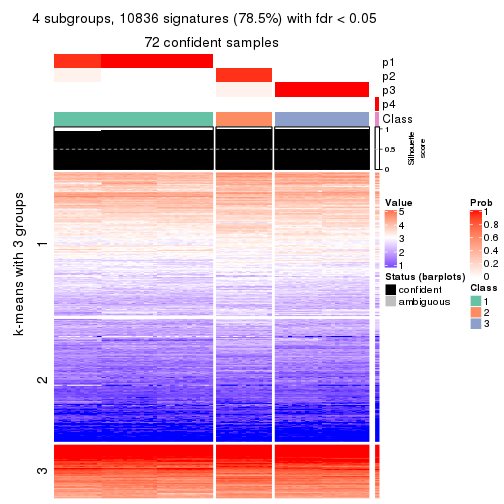 4 subgroups, 10836 signatures (78.5%) with fdr < 0.05
72 confident samples
p1
p2
p3
p4
Class
1
0.5
0
Silhouette
score
k-means with 3 groups
1
2
3
Value
5
4
3
2
1
Status (barplots)
confident
ambiguous
Prob
1
0.8
0.6
0.4
0.2
0
Class
1
2
3